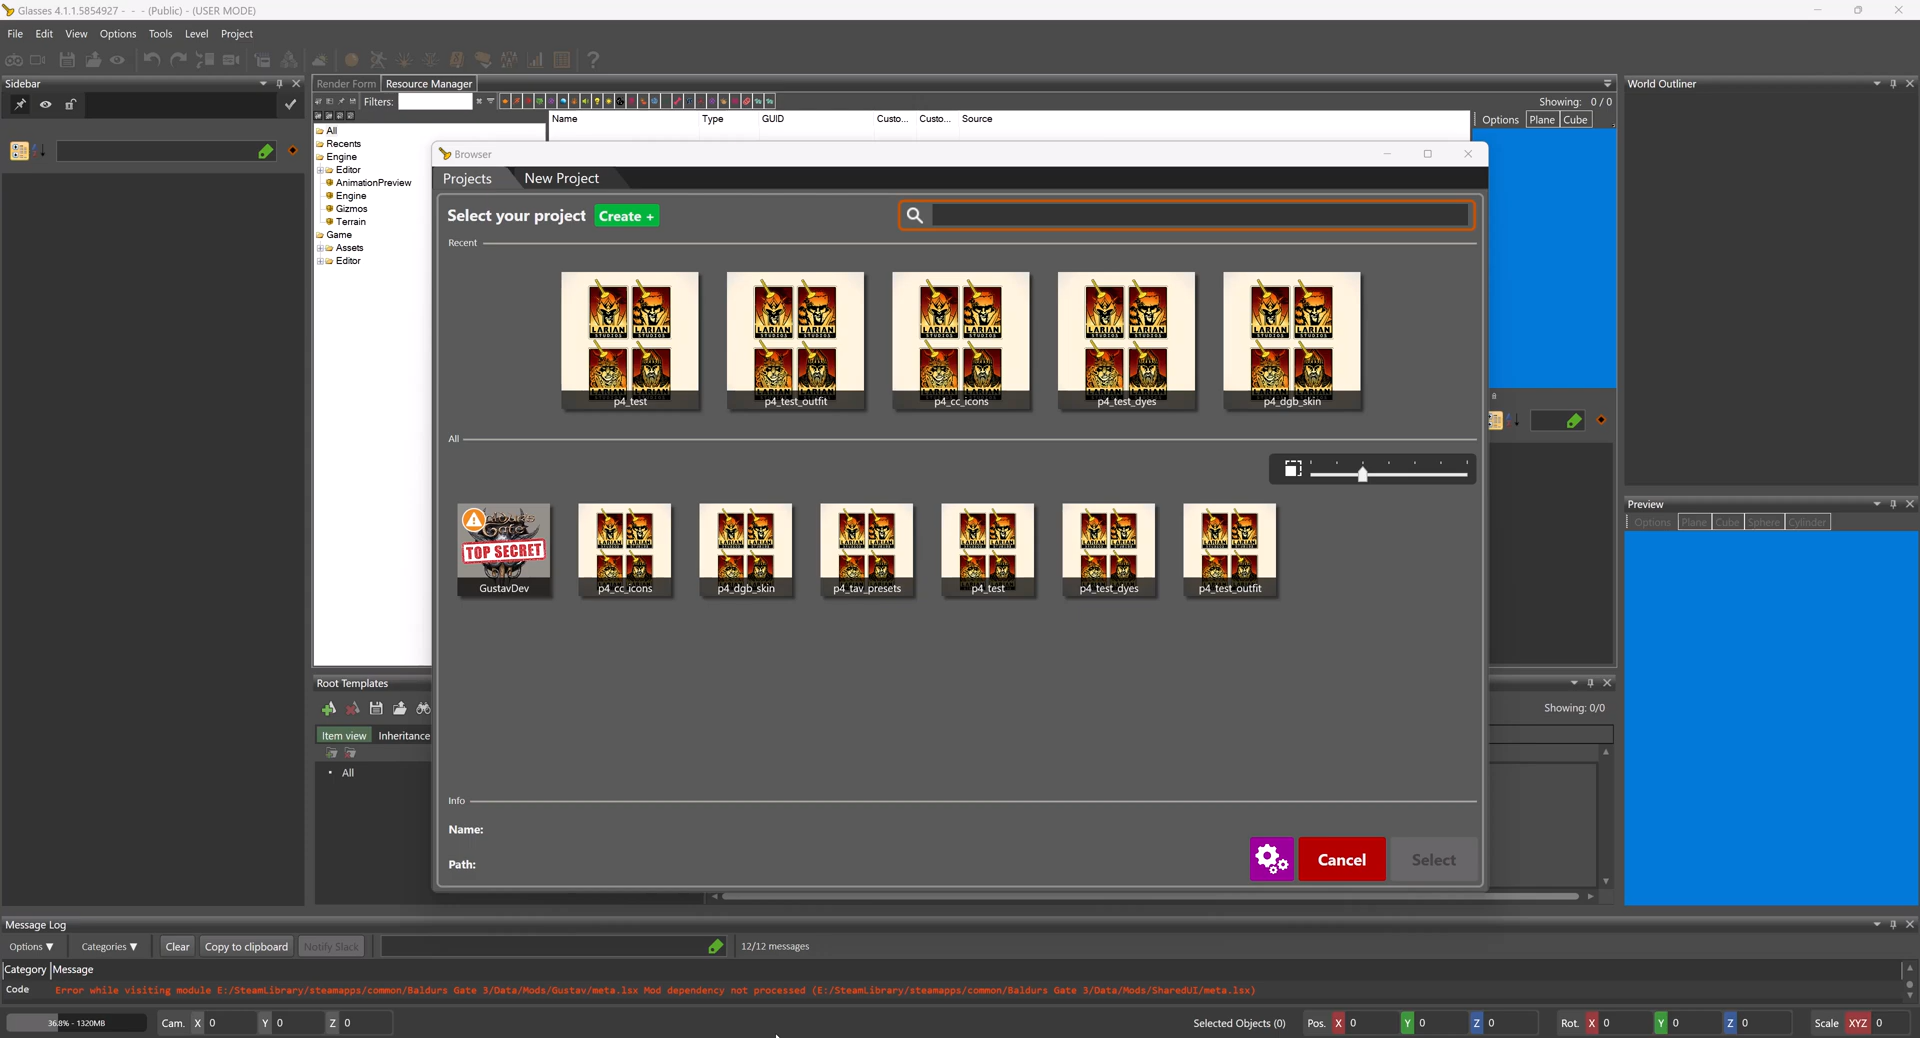 Glasses 4.1.1.5854927 - - - (Public) - (USER MODE)
File Edit View Options Tools Level Project
Sidebar
Render Form Resource Manager
World Outliner
Filters:
Showing: 0 / 0
Name Type GUID Custo... Custo... Source
Options Plane Cube
All
Recents
Engine
Editor
AnimationPreview
Engine
Gizmos
Terrain
Game
Assets
Editor
Browser
Projects New Project
Select your project Create +
Recent
LARIAN STUDIOS
p4_test p4_test_outfit p4_cc_icons p4_test_dyes p4_dgb_skin
All
TOP SECRET
GustavDev p4_cc_icons p4_dgb_skin p4_tav_presets p4_test p4_test_dyes p4_test_outfit
Info
Name:
Path:
Cancel Select
8
Preview
Options Plane Cube Sphere Cylinder
Root Templates
Showing: 0/0
Item view Inheritance
All
Message Log
Options Categories Clear Copy to clipboard Notify Slack 12/12 messages
Category Message
Code Error while visiting module E:/SteamLibrary/steamapps/common/Baldurs Gate 3/Data/Mods/Gustav/meta.lsx Mod dependency not processed (E:/SteamLibrary/steamapps/common/Baldurs Gate 3/Data/Mods/SharedUI/meta.lsx)
36.8% - 1320MB Cam. X 0 Y 0 Z 0 Selected Objects (0) Pos. X 0 Y 0 Z 0 Rot. X 0 Y 0 Z 0 Scale XYZ 0